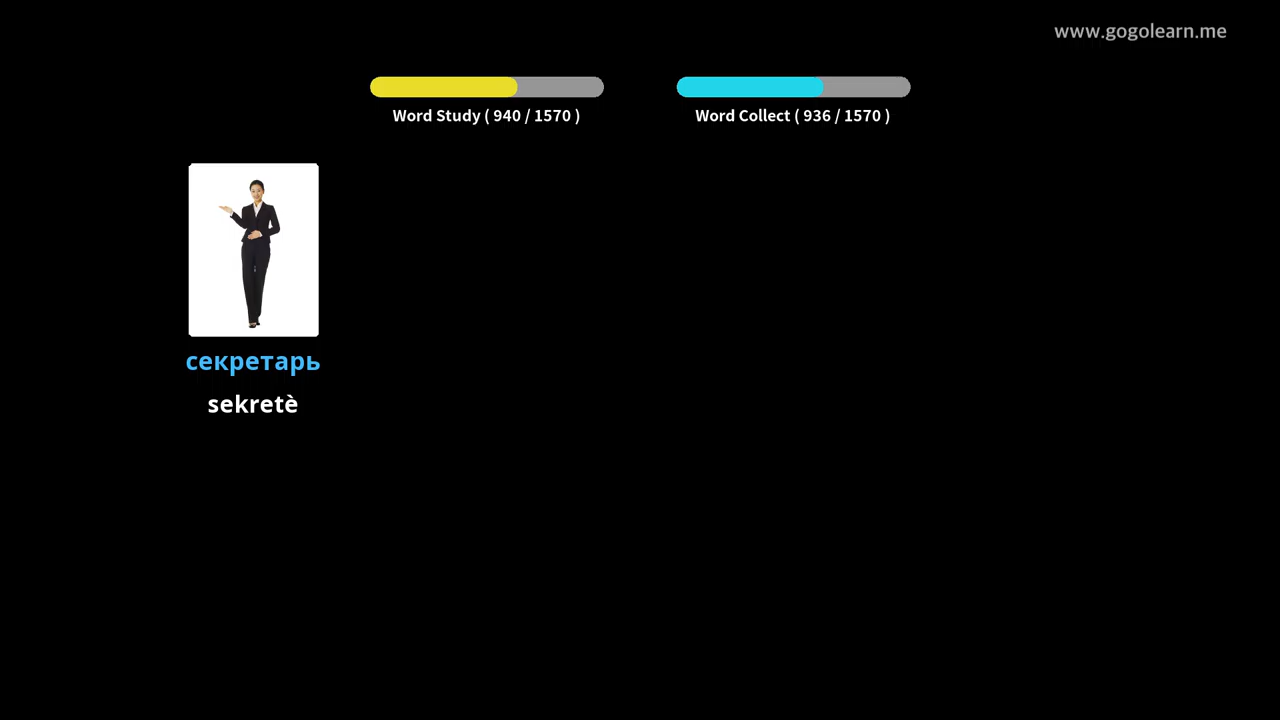 www.gogolearn.me
Word Study ( 940 / 1570 )
Word Collect ( 936 / 1570 )
секретарь
sekretè